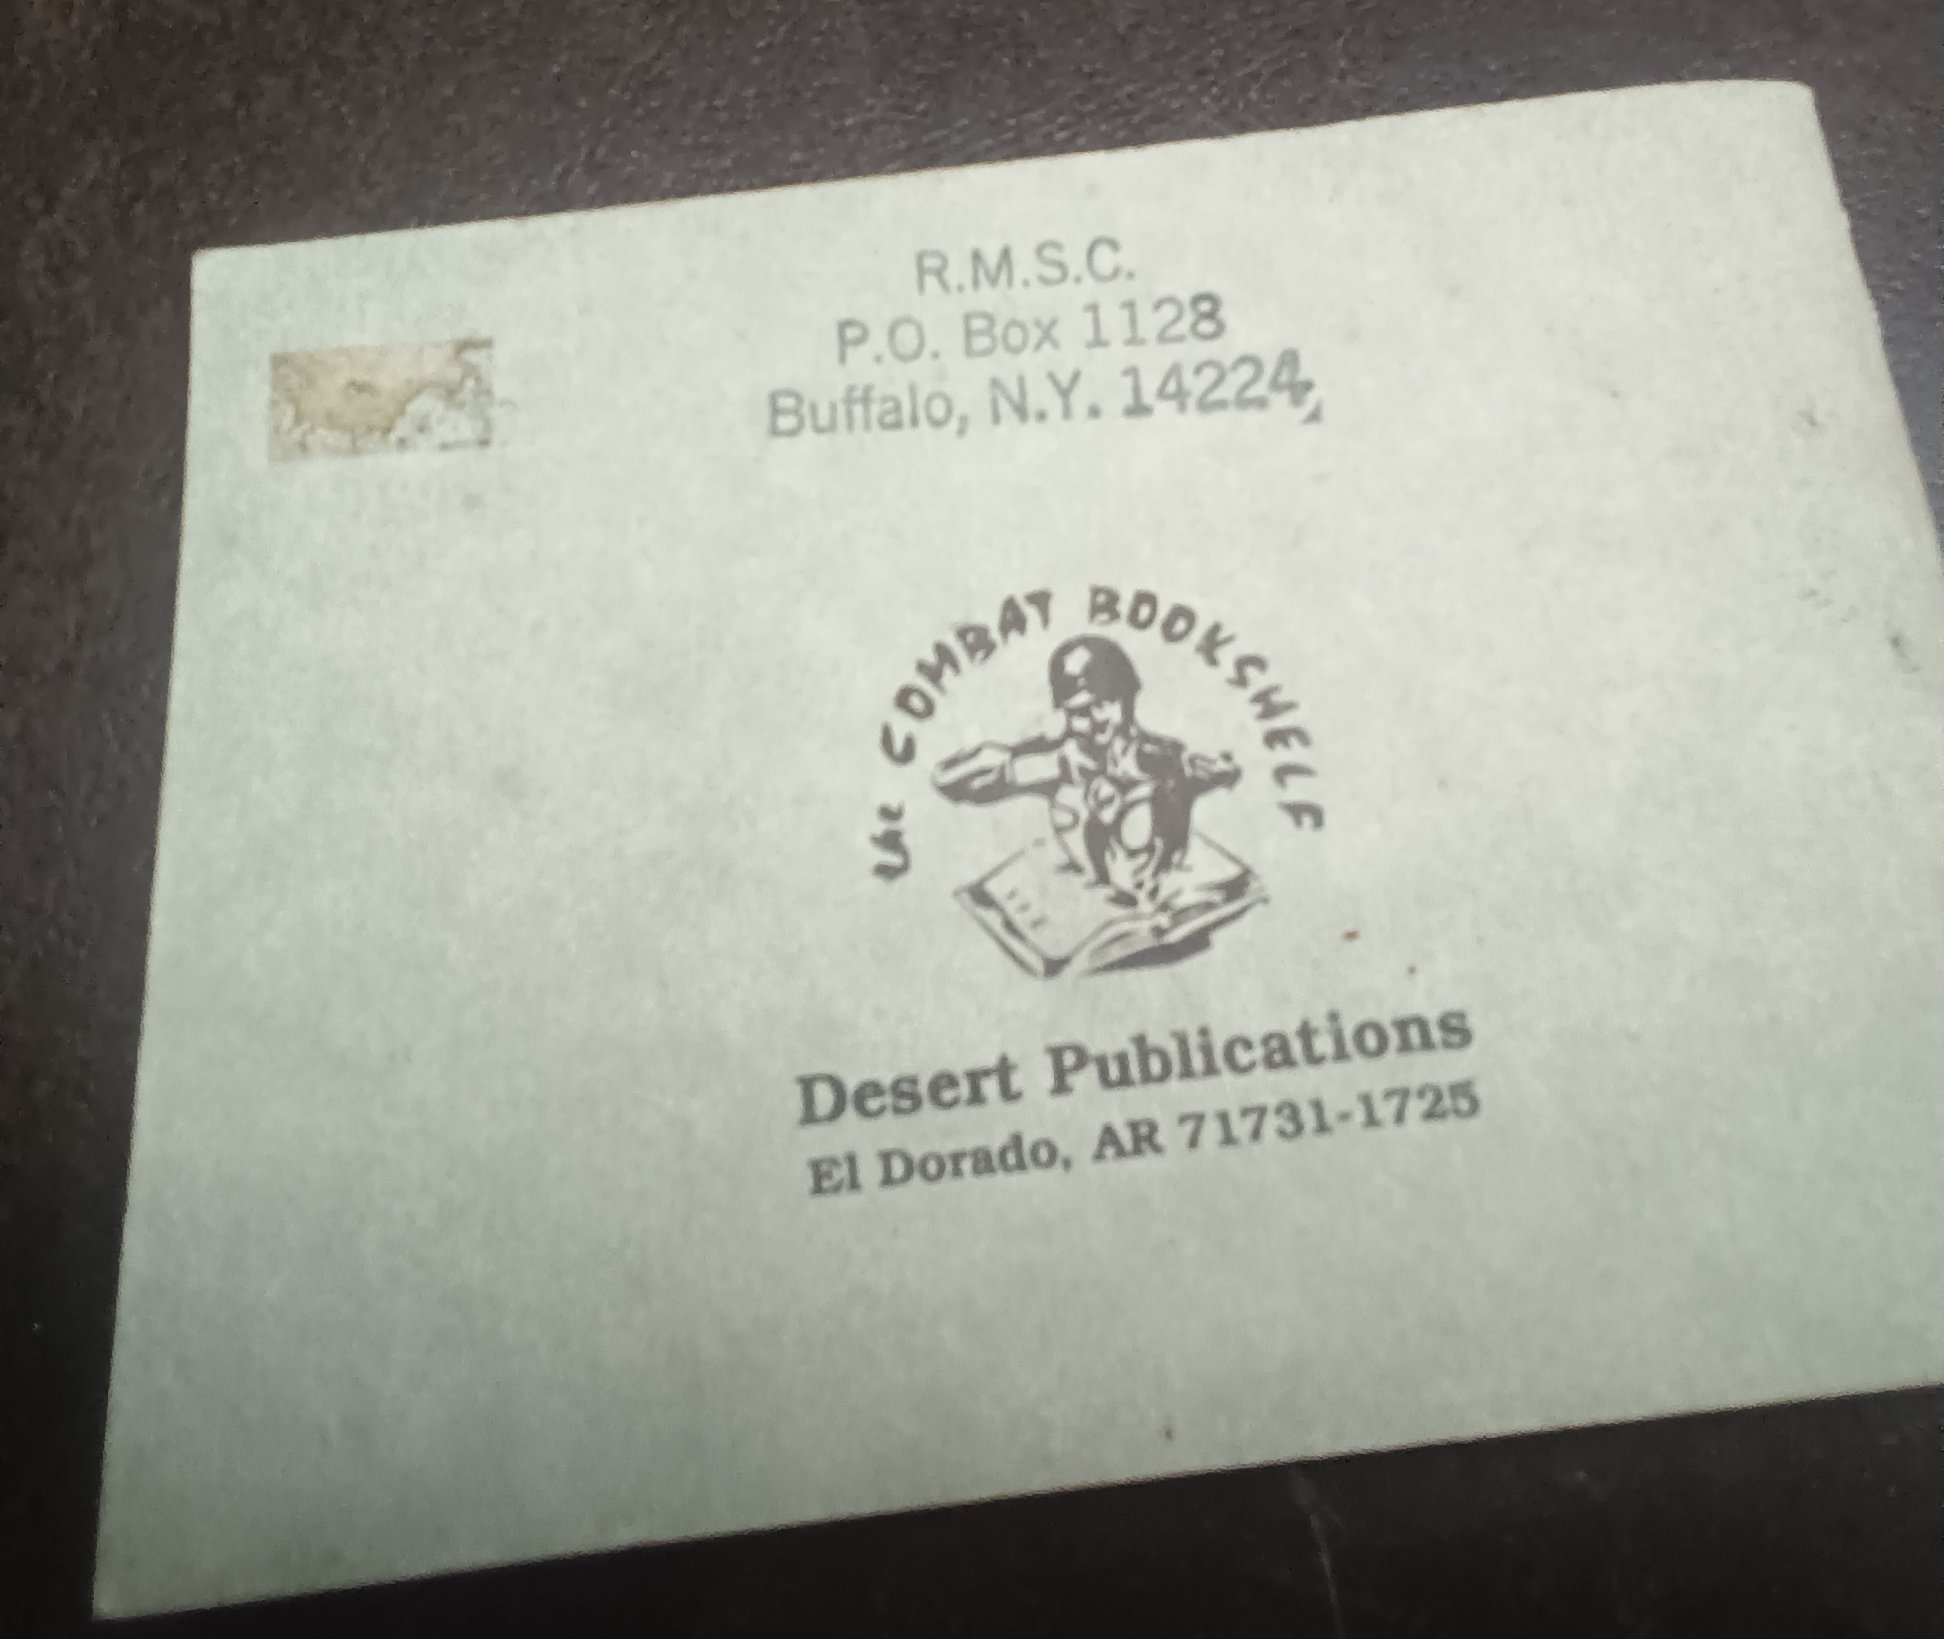 R.M.S.C.
P.O. Box 1128
Buffalo, N.Y. 14224
the COMBAT BOOKSHELF
Desert Publications
El Dorado, AR 71731-1725